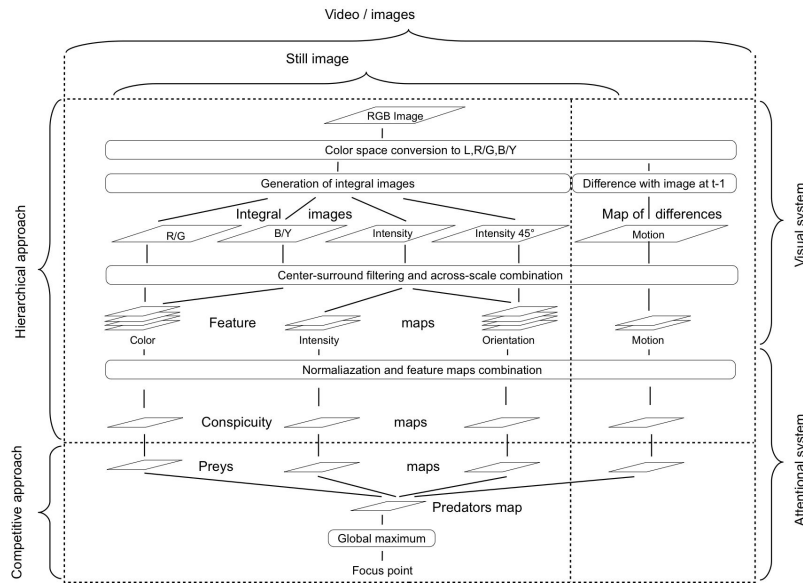 Video / images
Still image
RGB Image
Color space conversion to L,R/G,B/Y
Generation of integral images
Difference with image at t-1
Integral images
Map of differences
R/G
B/Y
Intensity
Intensity 45°
Motion
Center-surround filtering and across-scale combination
Feature maps
Color
Intensity
Orientation
Motion
Normaliazation and feature maps combination
Conspicuity maps
Preys maps
Predators map
Global maximum
Focus point
Hierarchical approach
Competitive approach
Visual system
Attentional system